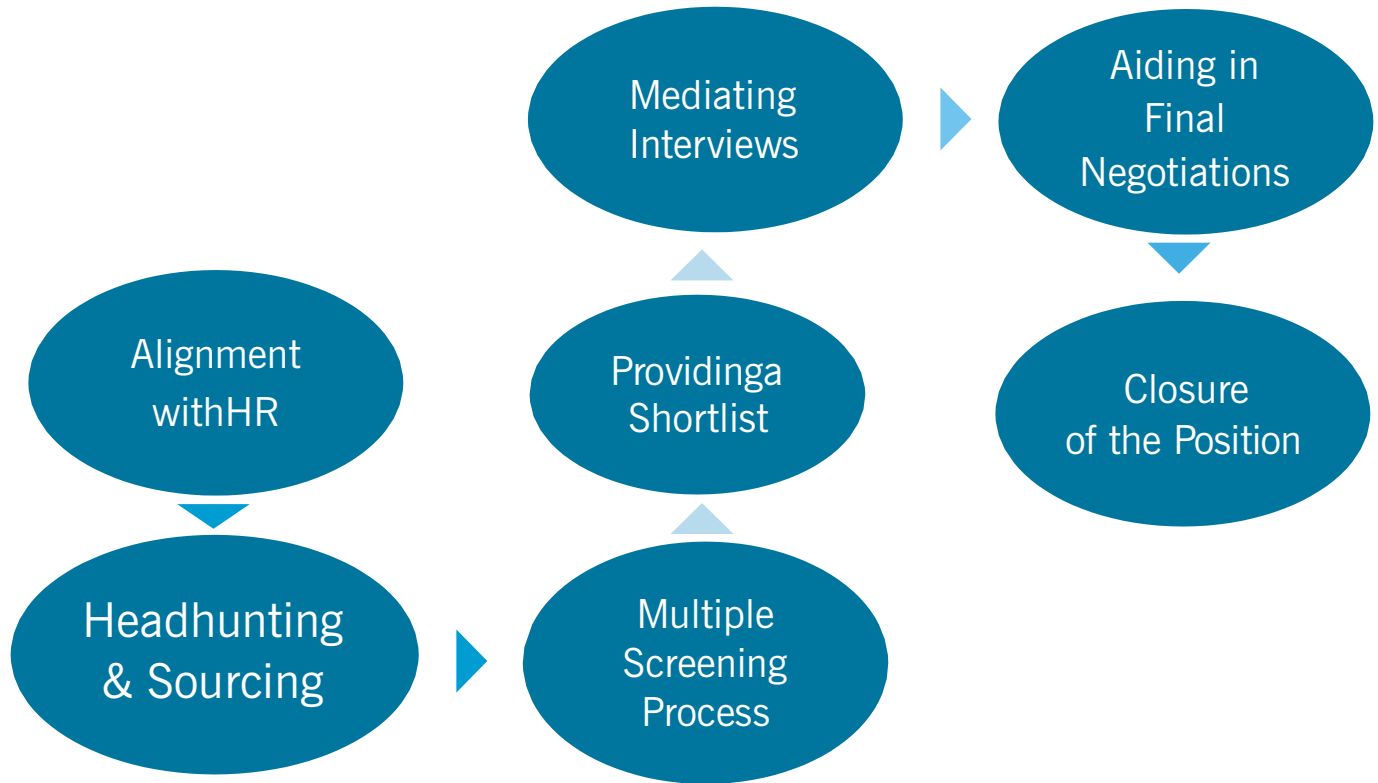 Alignment
withHR
Headhunting
& Sourcing
Multiple
Screening
Process
Providinga
Shortlist
Mediating
Interviews
Aiding in
Final
Negotiations
Closure
of the Position